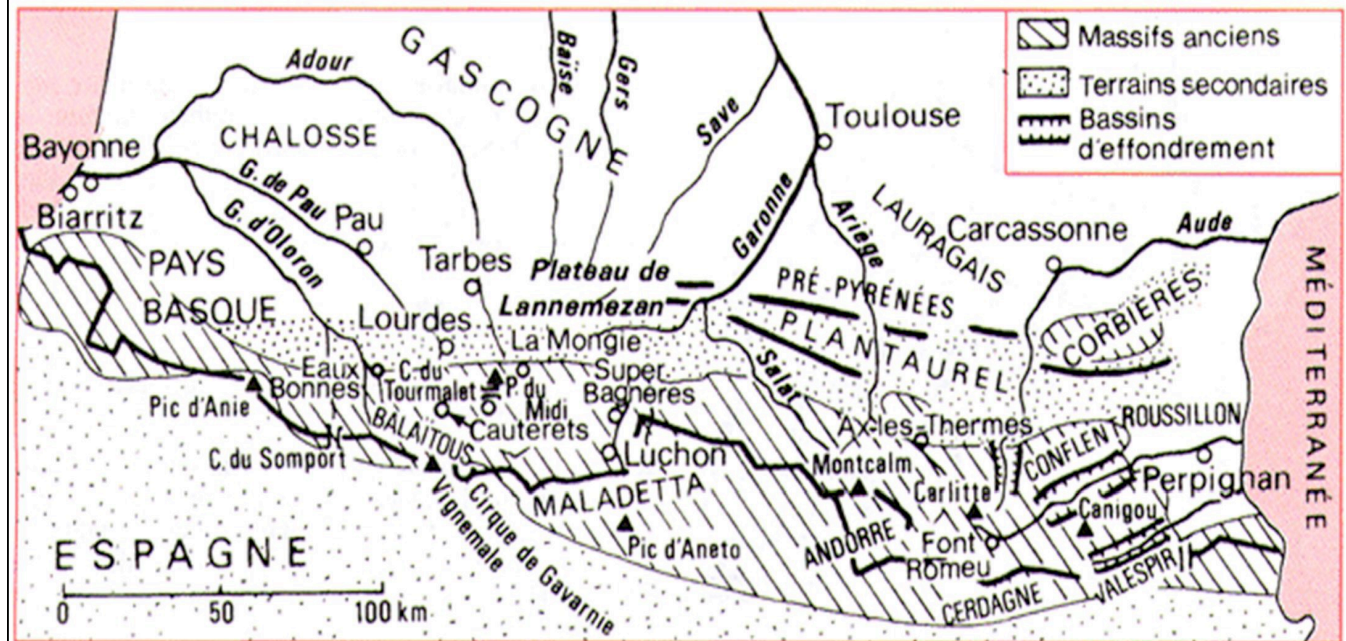 Massifs anciens
Terrains secondaires
Bassins
d'effondrement
GASCOGNE
Adour
Baïse
Gers
Save
Toulouse
CHALOSSE
Bayonne
Biarritz
G. de Pau
Pau
G. d'Oloron
Garonne
Ariège
LAURAGAIS
Carcassonne
Aude
MÉDITERRANÉ
PAYS
BASQUE
Tarbes
Plateau de
Lannemezan
PRÉ-PYRÉNÉES
PLANTAUREL
CORBIÈRES
Lourdes
La Mongie
Salat
Eaux
Bonnes
C. du
Tourmalet
P. du
Midi
Super
Bagnères
Pic d'Anie
BALAÏTOUS
Cauterets
Luchon
Ax-les-Thermes
ROUSSILLON
CONFLEN
C. du Somport
Montcalm
Carlitte
Perpignan
Canigou
MALADETTA
Vignemale
Cirque de Gavarnie
Pic d'Aneto
ANDORRE
Font
Romeu
CERDAGNE
VALESPIR
ESPAGNE
0 50 100 km